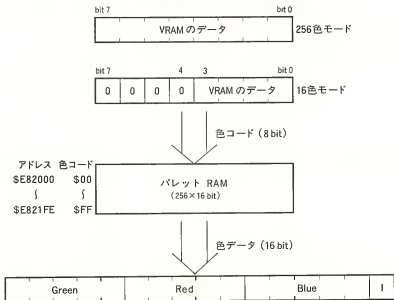 bit 7 bit 0
VRAM のデータ 256色モード
bit 7 4 3 bit 0
0 0 0 0 VRAM のデータ 16色モード
色コード (8 bit)
アドレス 色コード
$E82000 $00
パレット RAM
(256×16 bit)
∫ ∫
$E821FE $FF
色データ (16 bit)
Green Red Blue I